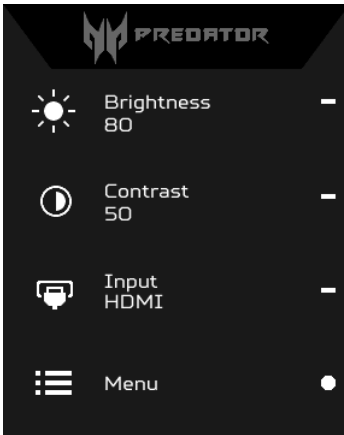 PREDATOR
Brightness
80
Contrast
50
Input
HDMI
Menu